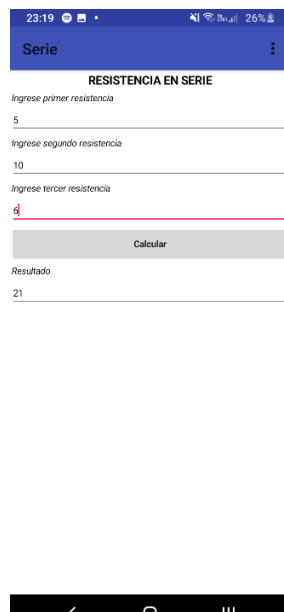 23:19 26%
Serie
RESISTENCIA EN SERIE
Ingrese primer resistencia
5
Ingrese segundo resistencia
10
Ingrese tercer resistencia
6
Calcular
Resultado
21